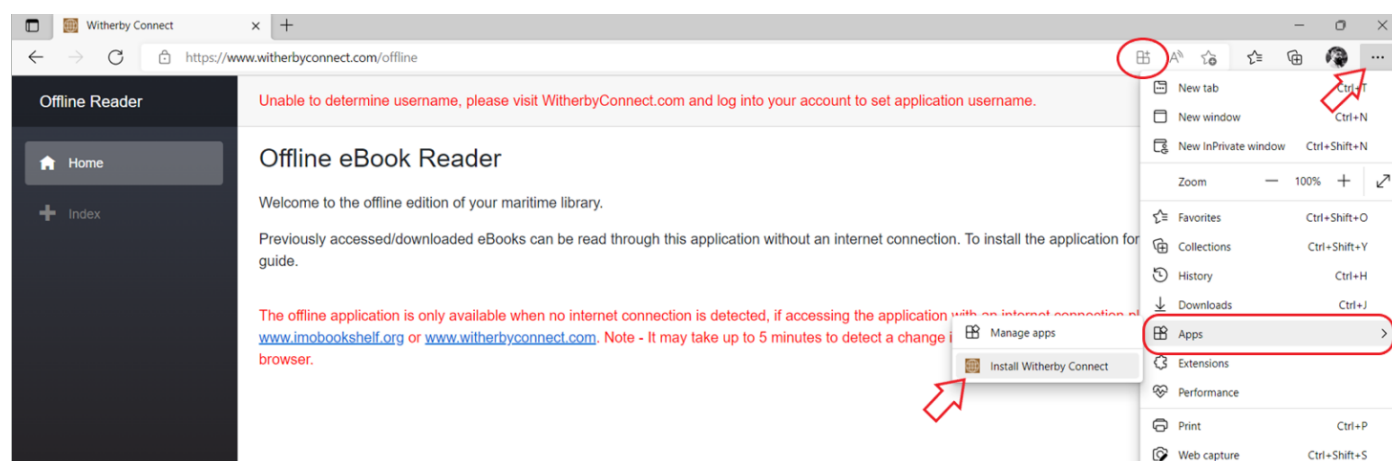 Witherby Connect
https://www.witherbyconnect.com/offline
Offline Reader
Home
Index
Unable to determine username, please visit WitherbyConnect.com and log into your account to set application username.
Offline eBook Reader
Welcome to the offline edition of your maritime library.
Previously accessed/downloaded eBooks can be read through this application without an internet connection. To install the application for
guide.
The offline application is only available when no internet connection is detected, if accessing the application with an internet connection
www.imobookshelf.org or www.witherbyconnect.com. Note - It may take up to 5 minutes to detect a change
browser.
Manage apps
Install Witherby Connect
New tab Ctrl+T
New window Ctrl+N
New InPrivate window Ctrl+Shift+N
Zoom — 100% +
Favorites Ctrl+Shift+O
Collections Ctrl+Shift+Y
History Ctrl+H
Downloads Ctrl+J
Apps
Extensions
Performance
Print Ctrl+P
Web capture Ctrl+Shift+S